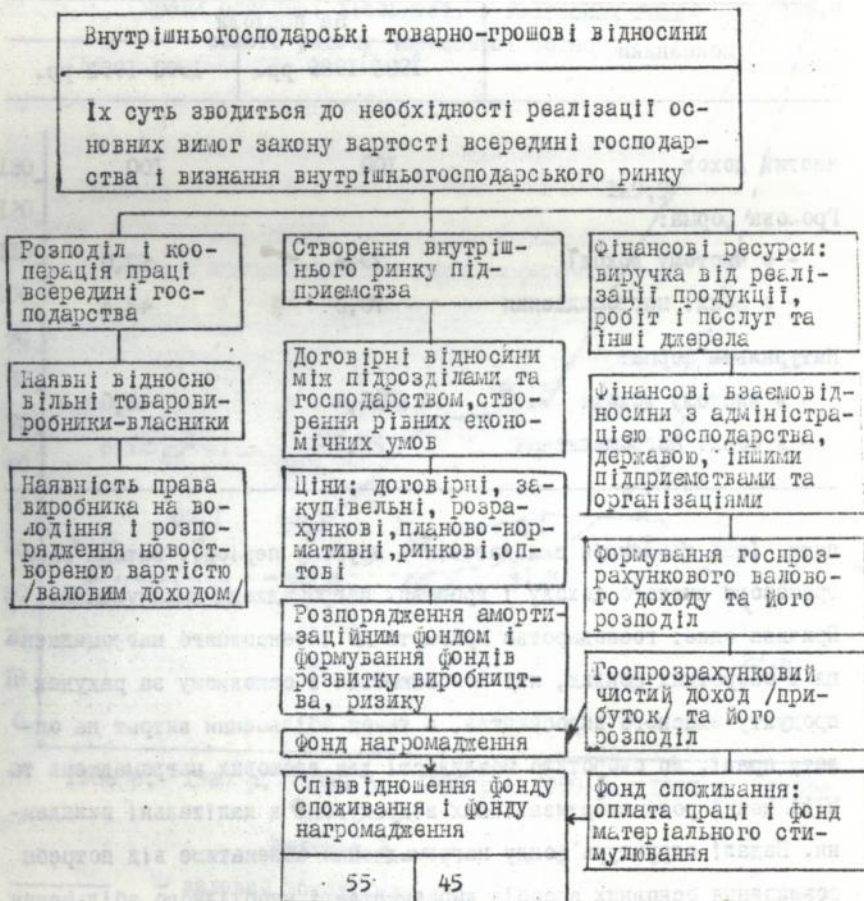 Внутрішньогосподарські товарно-грошові відносини
Їх суть зводиться до необхідності реалізації ос-
новних вимог закону вартості всередині господар-
ства і визнання внутрішньогосподарського ринку
Розподіл і коо-
перація праці
всередині гос-
подарства
Наявні відносно
вільні товарови-
робники-власники
Наявність права
виробника на во-
лодіння і розпо-
рядження новост-
вореною вартістю
/валовим доходом/
Створення внутріш-
нього ринку під-
приємства
Договірні відносини
між підрозділами та
господарством,ство-
рення рівних еконо-
мічних умов
Ціни: договірні, за-
купівельні, розра-
хункові,планово-нор-
мативні,ринкові,оп-
тові
Розпорядження аморти-
заційним фондом і
формування фондів
розвитку виробницт-
ва, ризику
Фонд нагромадження
Співвідношення фонду
споживання і фонду
нагромадження
55 45
Фінансові ресурси:
виручка від реалі-
зації продукції,
робіт і послуг та
інші джерела
Фінансові взаємовід-
носини з адміністра-
цією господарства,
державою, іншими
підприємствами та
організаціями
Формування госпроз-
рахункового валово-
го доходу та його
розподіл
Госпрозрахунковий
чистий доход /при-
буток/ та його
розподіл
Фонд споживання:
оплата праці і фонд
матеріального сти-
мулювання